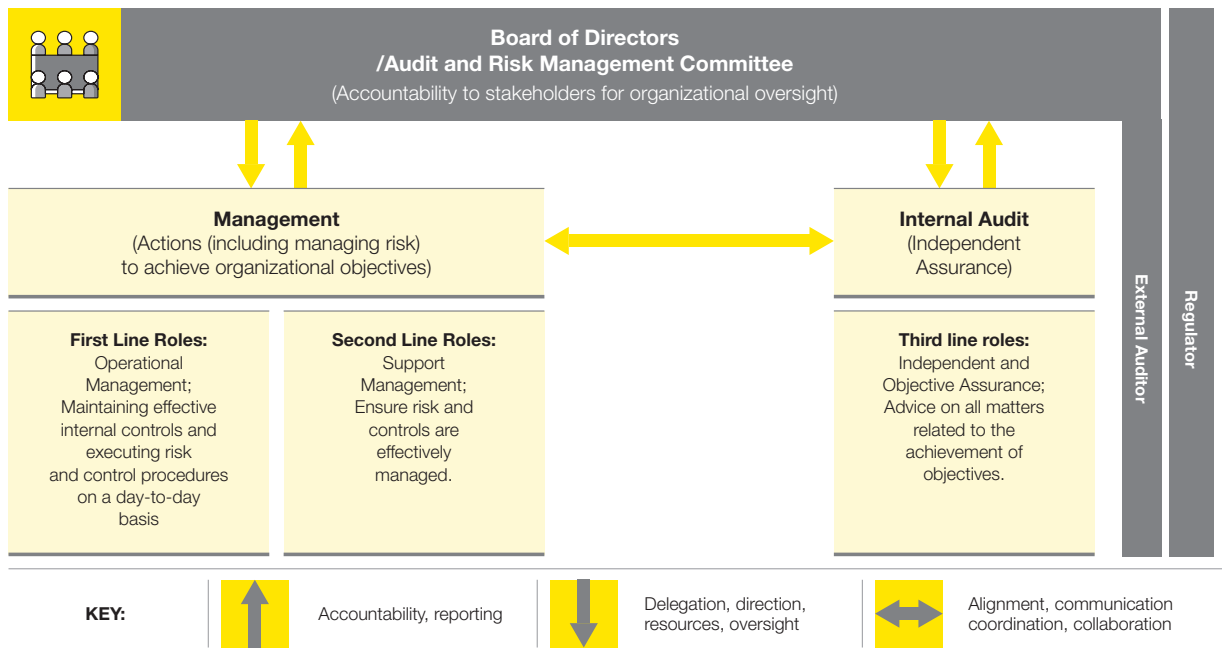 Board of Directors
/Audit and Risk Management Committee
(Accountability to stakeholders for organizational oversight)
Management
(Actions (including managing risk)
to achieve organizational objectives)
Internal Audit
(Independent
Assurance)
First Line Roles:
Operational
Management;
Maintaining effective
internal controls and
executing risk
and control procedures
on a day-to-day
basis
Second Line Roles:
Support
Management;
Ensure risk and
controls are
effectively
managed.
Third line roles:
Independent and
Objective Assurance;
Advice on all matters
related to the
achievement of
objectives.
External Auditor
Regulator
KEY:
Accountability, reporting
Delegation, direction,
resources, oversight
Alignment, communication
coordination, collaboration